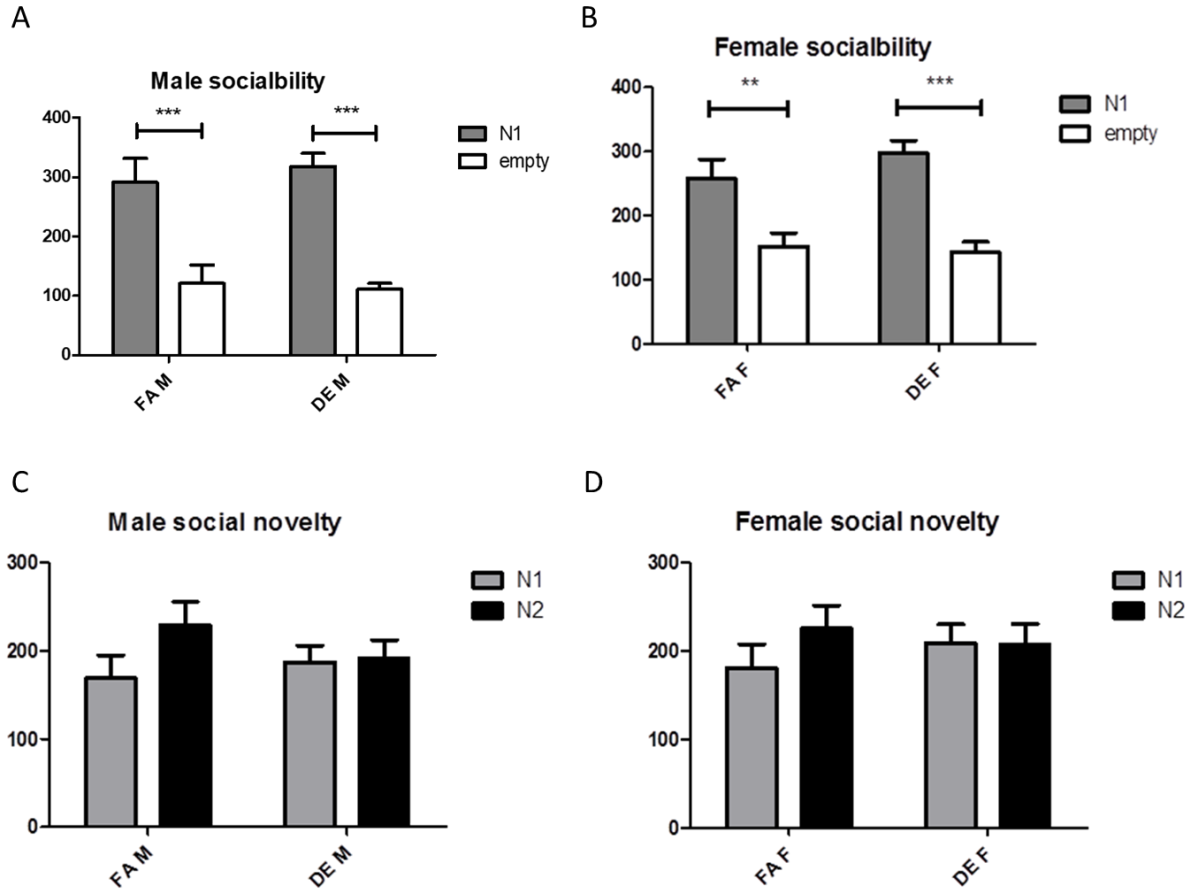 A
Male socialbility
***
***
400
300
200
100
0
N1
empty
FA M
DE M
B
Female socialbility
**
***
400
300
200
100
0
N1
empty
FA F
DE F
C
Male social novelty
300
200
100
0
N1
N2
FA M
DE M
D
Female social novelty
300
200
100
0
N1
N2
FA F
DE F